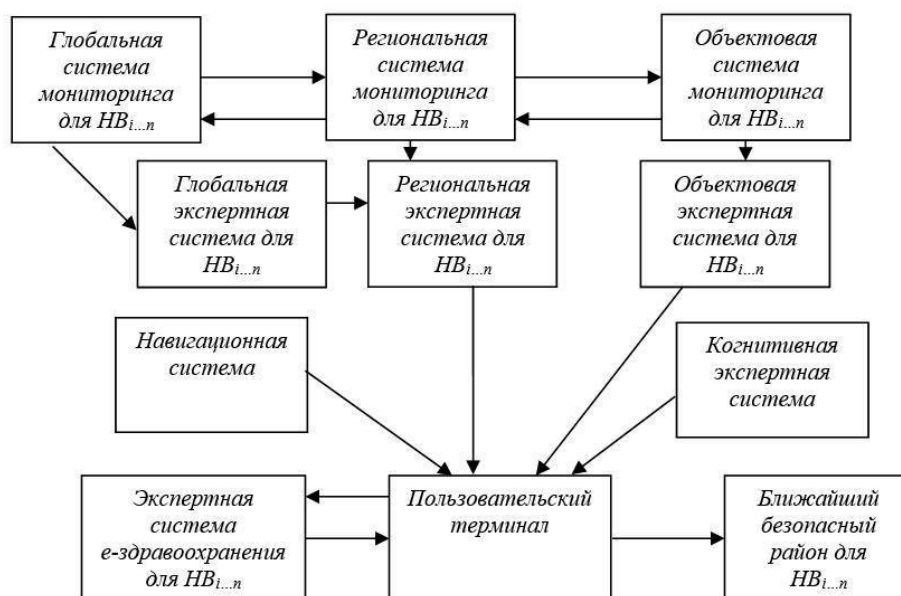 Глобальная
система
мониторинга
для НВi...n
Региональная
система
мониторинга
для НВi...n
Объектовая
система
мониторинга
для НВi...n
Глобальная
экспертная
система для
НВi...n
Региональная
экспертная
система для
НВi...n
Объектовая
экспертная
система для
НВi...n
Навигационная
система
Когнитивная
экспертная
система
Экспертная
система
е-здравоохранения
для НВi...n
Пользовательский
терминал
Ближайший
безопасный
район для
НВi...n